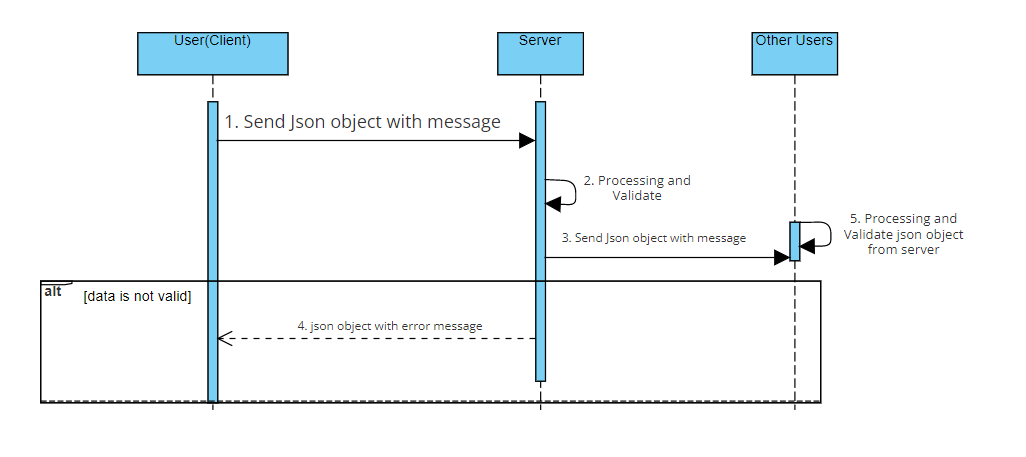 User(Client)
Server
Other Users
1. Send Json object with message
2. Processing and
Validate
5. Processing and
Validate json object
from server
3. Send Json object with message
alt
[data is not valid]
4. json object with error message